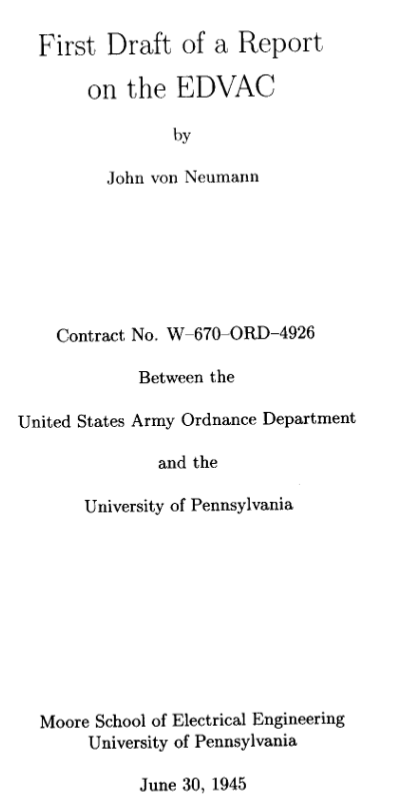 First Draft of a Report
on the EDVAC
by
John von Neumann
Contract No. W–670–ORD–4926
Between the
United States Army Ordnance Department
and the
University of Pennsylvania
Moore School of Electrical Engineering
University of Pennsylvania
June 30, 1945